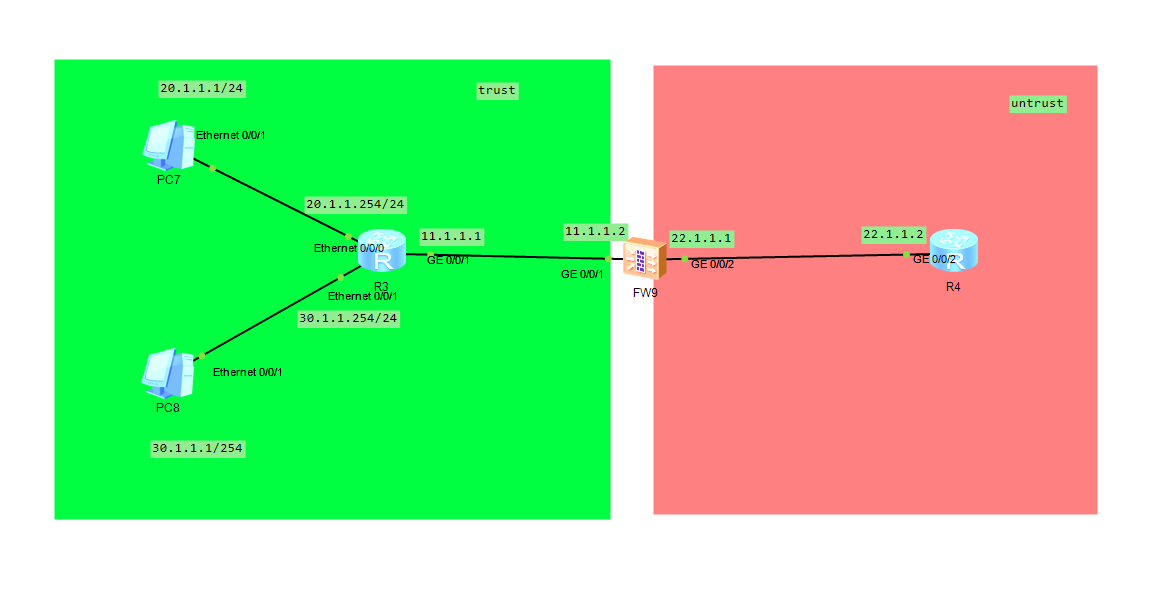 20.1.1.1/24
trust
untrust
Ethernet 0/0/1
PC7
20.1.1.254/24
11.1.1.1
11.1.1.2
22.1.1.1
22.1.1.2
Ethernet 0/0/0
GE 0/0/1
GE 0/0/1
GE 0/0/2
GE 0/0/2
R
R
R3
FW9
R4
Ethernet 0/0/1
30.1.1.254/24
Ethernet 0/0/1
PC8
30.1.1.1/254